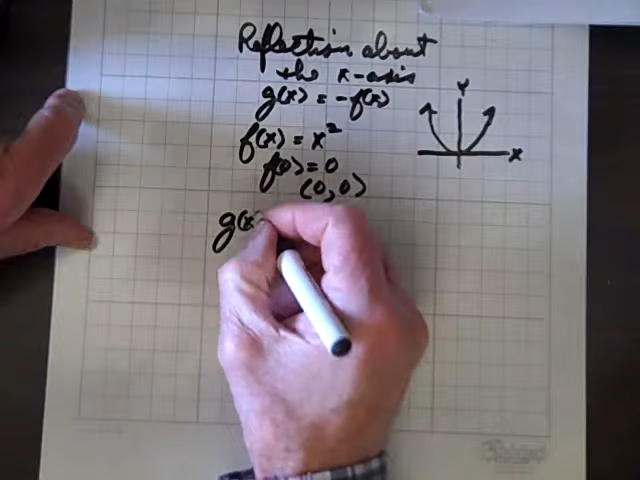 Reflection about
the x-axis
g(x) = -f(x)
f(x) = x²
f(0) = 0
(0, 0)
g(x)
Y
X